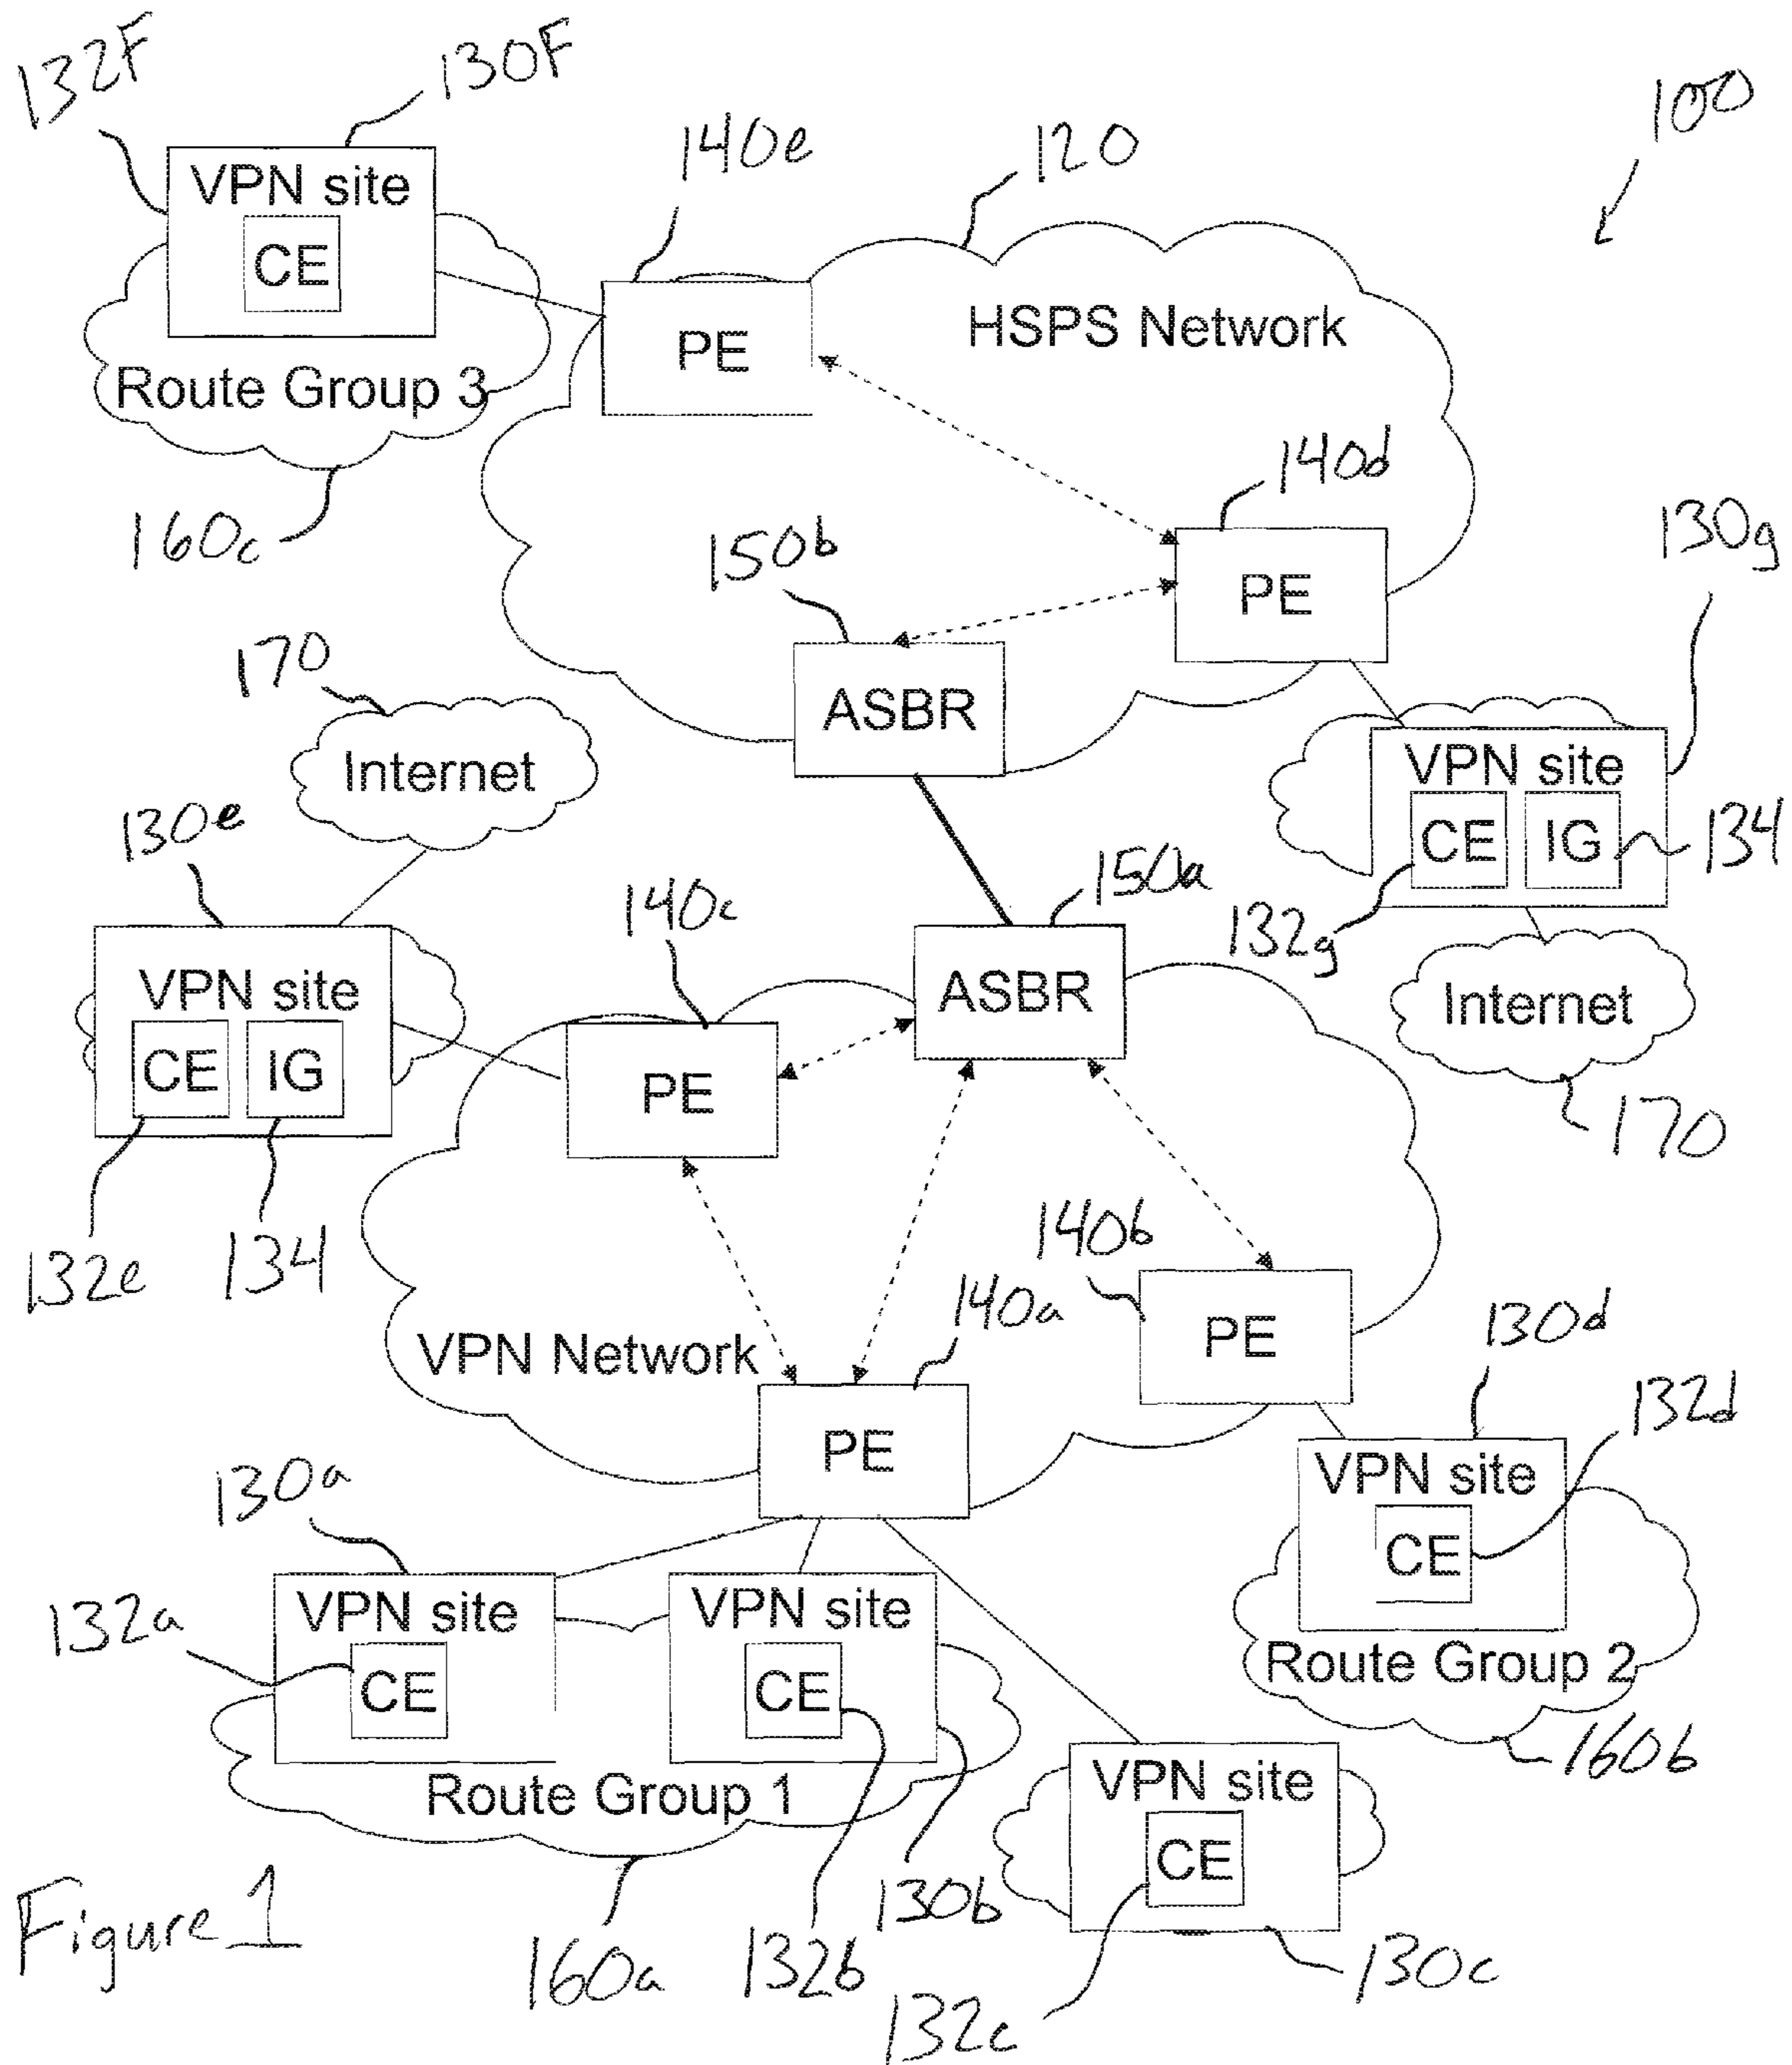 132F
130F
140e
120
100
VPN site
CE
Route Group 3
PE
HSPS Network
160c
140d
150b
PE
130g
170
ASBR
Internet
VPN site
CE
IG
134
130e
140c
150a
132g
VPN site
CE
IG
PE
ASBR
Internet
170
132e
134
140b
140a
PE
130d
VPN Network
132d
PE
VPN site
CE
130a
VPN site
VPN site
132a
CE
CE
Route Group 2
160b
Route Group 1
VPN site
CE
Figure 1
160a
132b
130b
132c
130c